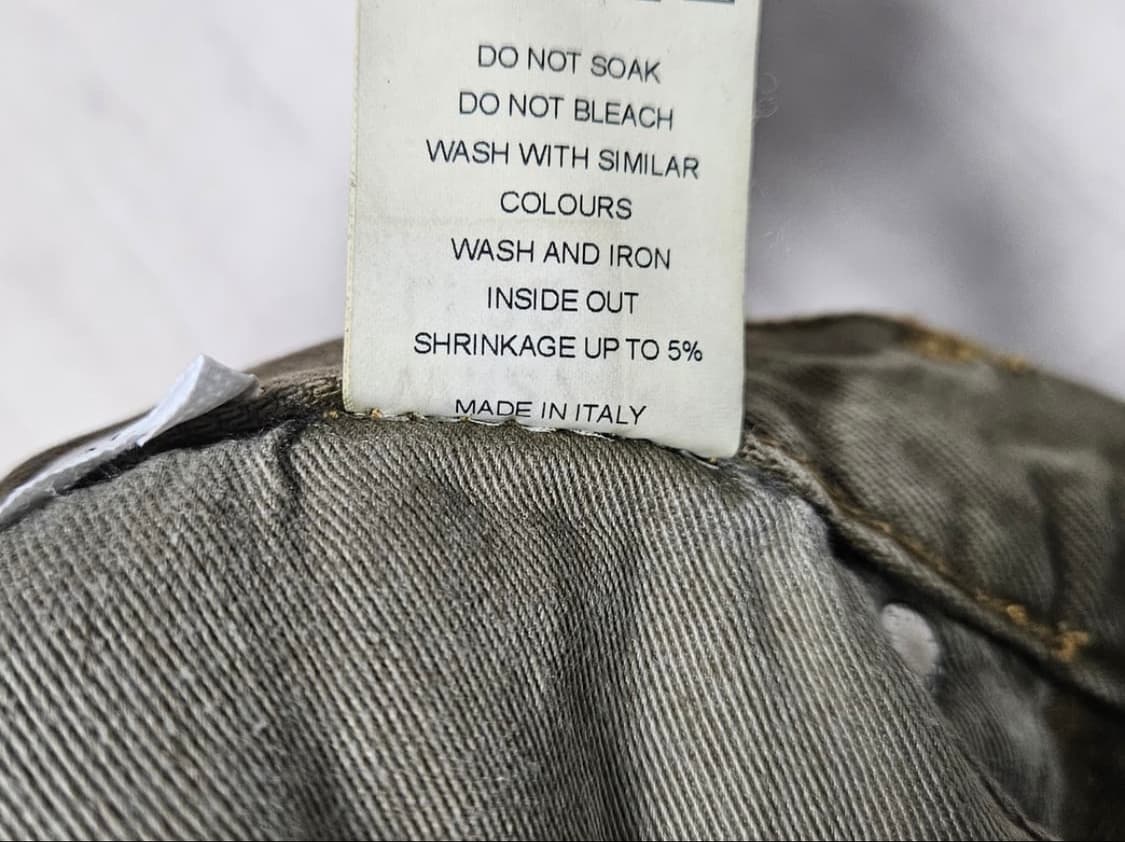 DO NOT SOAK
DO NOT BLEACH
WASH WITH SIMILAR
COLOURS
WASH AND IRON
INSIDE OUT
SHRINKAGE UP TO 5%
MADE IN ITALY